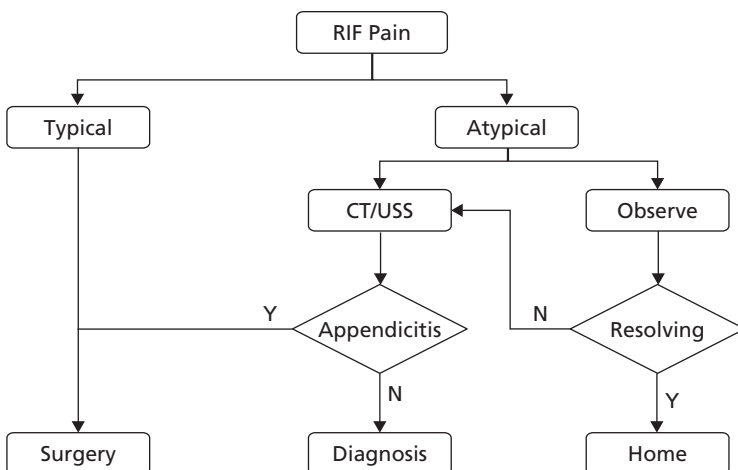 RIF Pain
Typical
Atypical
CT/USS
Observe
Y
Appendicitis
N
Resolving
N
Y
Surgery
Diagnosis
Home